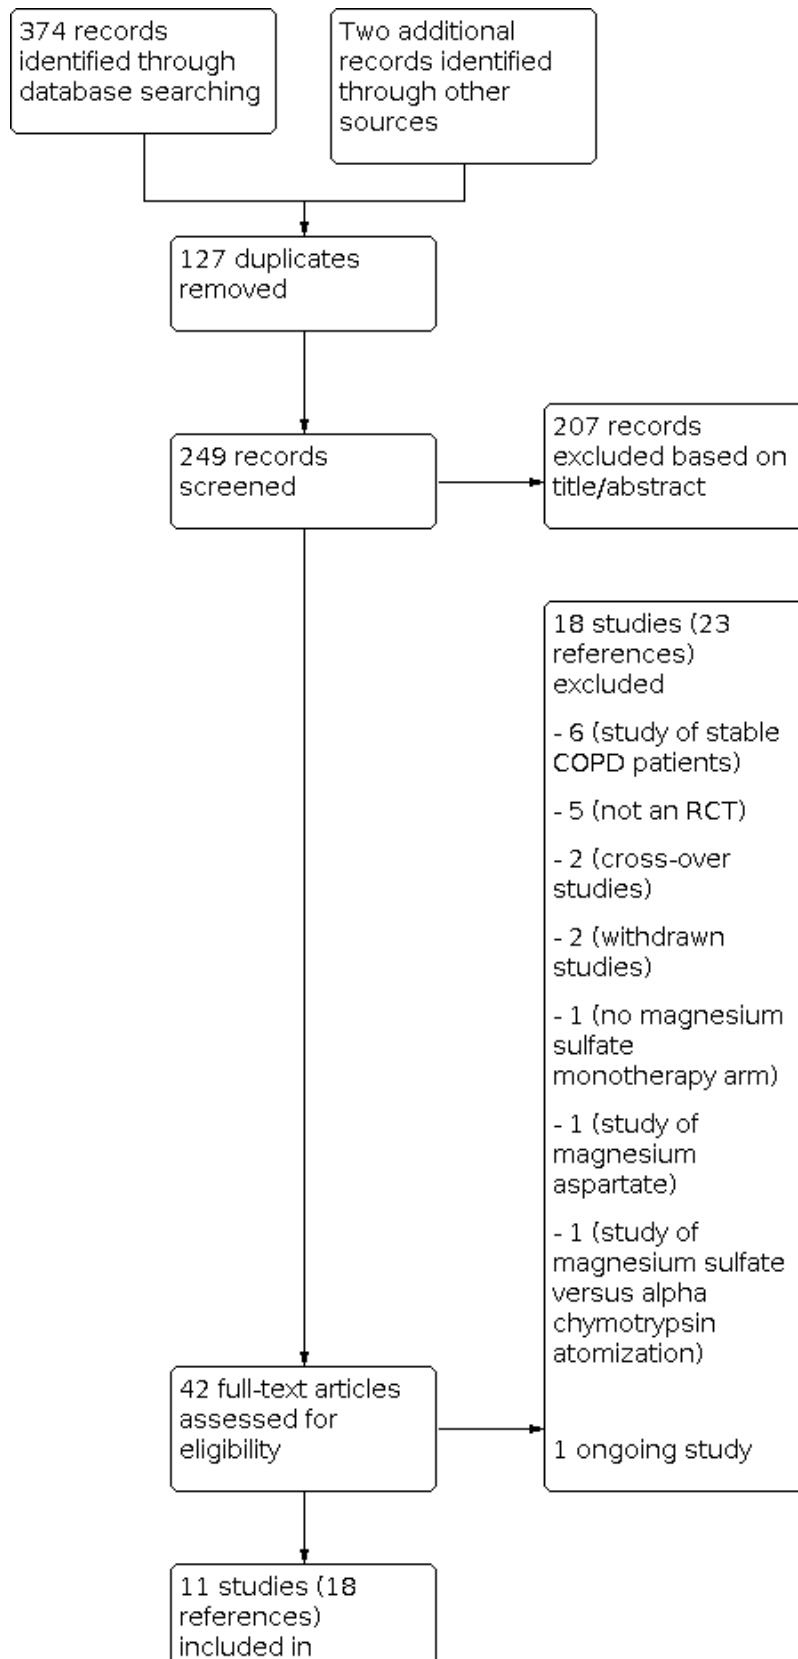 374 records
identified through
database searching
Two additional
records identified
through other
sources
127 duplicates
removed
249 records
screened
207 records
excluded based on
title/abstract
18 studies (23
references)
excluded
- 6 (study of stable
COPD patients)
- 5 (not an RCT)
- 2 (cross-over
studies)
- 2 (withdrawn
studies)
- 1 (no magnesium
sulfate
monotherapy arm)
- 1 (study of
magnesium
aspartate)
- 1 (study of
magnesium sulfate
versus alpha
chymotrypsin
atomization)
1 ongoing study
42 full-text articles
assessed for
eligibility
11 studies (18
references)
included in